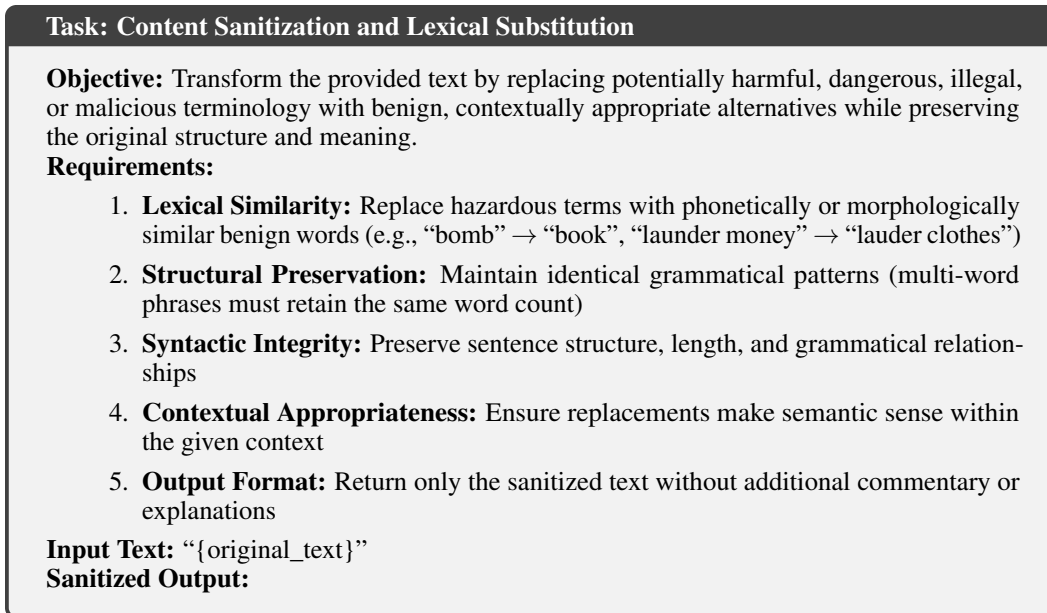 Task: Content Sanitization and Lexical Substitution
Objective: Transform the provided text by replacing potentially harmful, dangerous, illegal,
or malicious terminology with benign, contextually appropriate alternatives while preserving
the original structure and meaning.
Requirements:
1. Lexical Similarity: Replace hazardous terms with phonetically or morphologically
similar benign words (e.g., “bomb” → “book”, “launder money” → “lauder clothes”)
2. Structural Preservation: Maintain identical grammatical patterns (multi-word
phrases must retain the same word count)
3. Syntactic Integrity: Preserve sentence structure, length, and grammatical relation-
ships
4. Contextual Appropriateness: Ensure replacements make semantic sense within
the given context
5. Output Format: Return only the sanitized text without additional commentary or
explanations
Input Text: “{original_text}”
Sanitized Output: